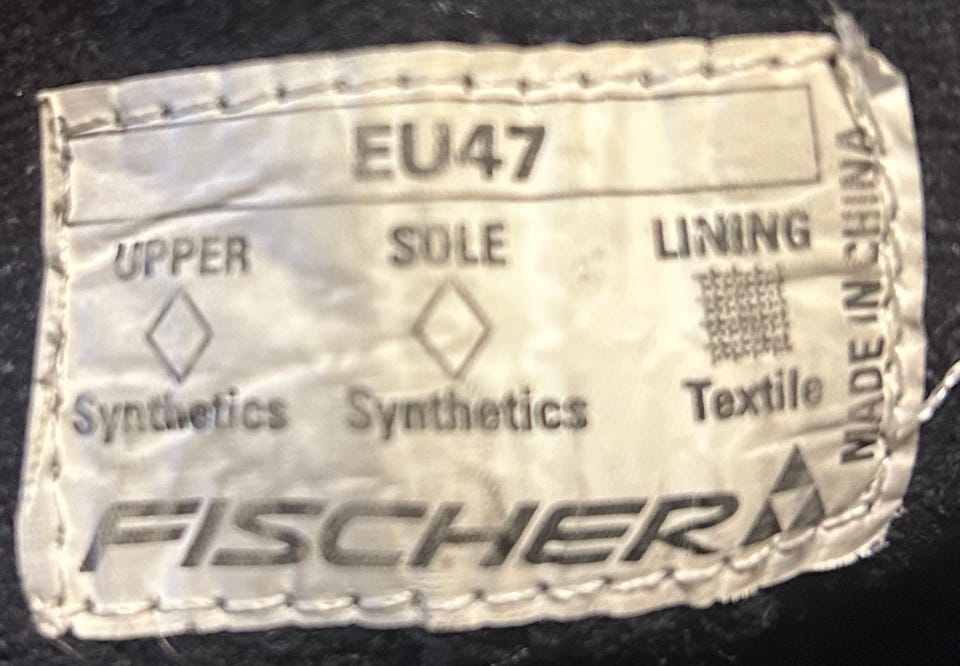 EU47
UPPER SOLE LINING
Synthetics Synthetics Textile
FISCHER
MADE IN CHINA